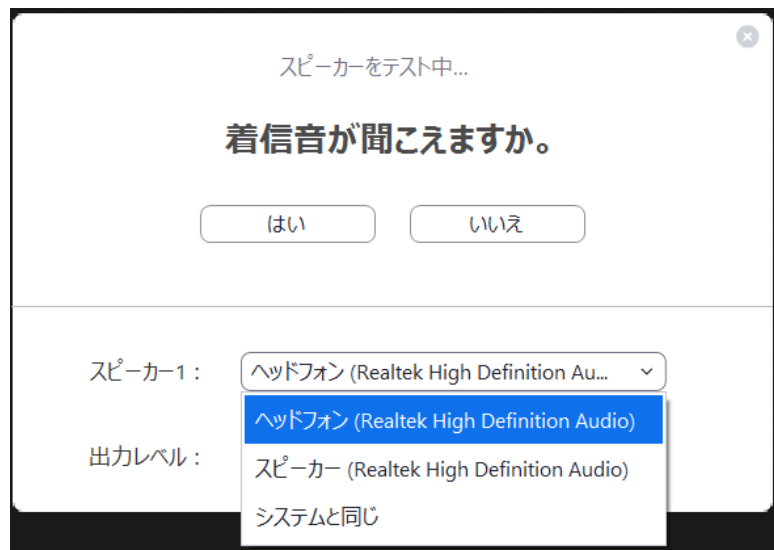 スピーカーをテスト中...
着信音が聞こえますか。
はい
いいえ
スピーカー1：
ヘッドフォン (Realtek High Definition Au...
ヘッドフォン (Realtek High Definition Audio)
出力レベル：
スピーカー (Realtek High Definition Audio)
システムと同じ